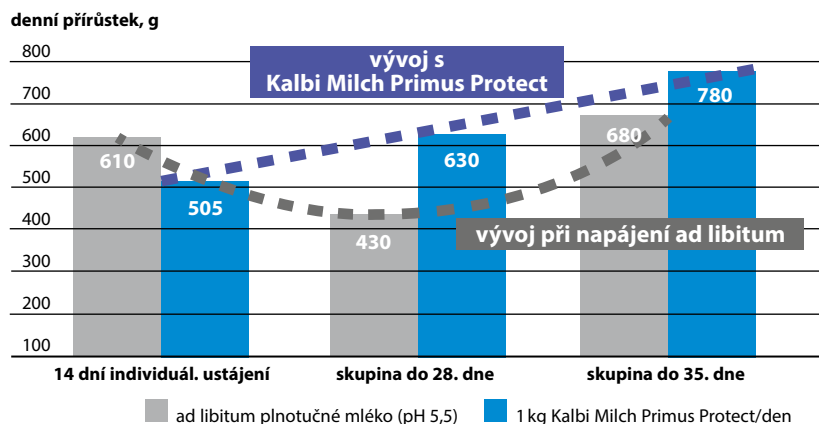 denní přírůstek, g
800
700
600
500
400
300
200
100
vývoj s
Kalbi Milch Primus Protect
610
505
430
630
680
780
vývoj při napájení ad libitum
14 dní individuál. ustájení
skupina do 28. dne
skupina do 35. dne
ad libitum plnotučné mléko (pH 5,5)
1 kg Kalbi Milch Primus Protect/den